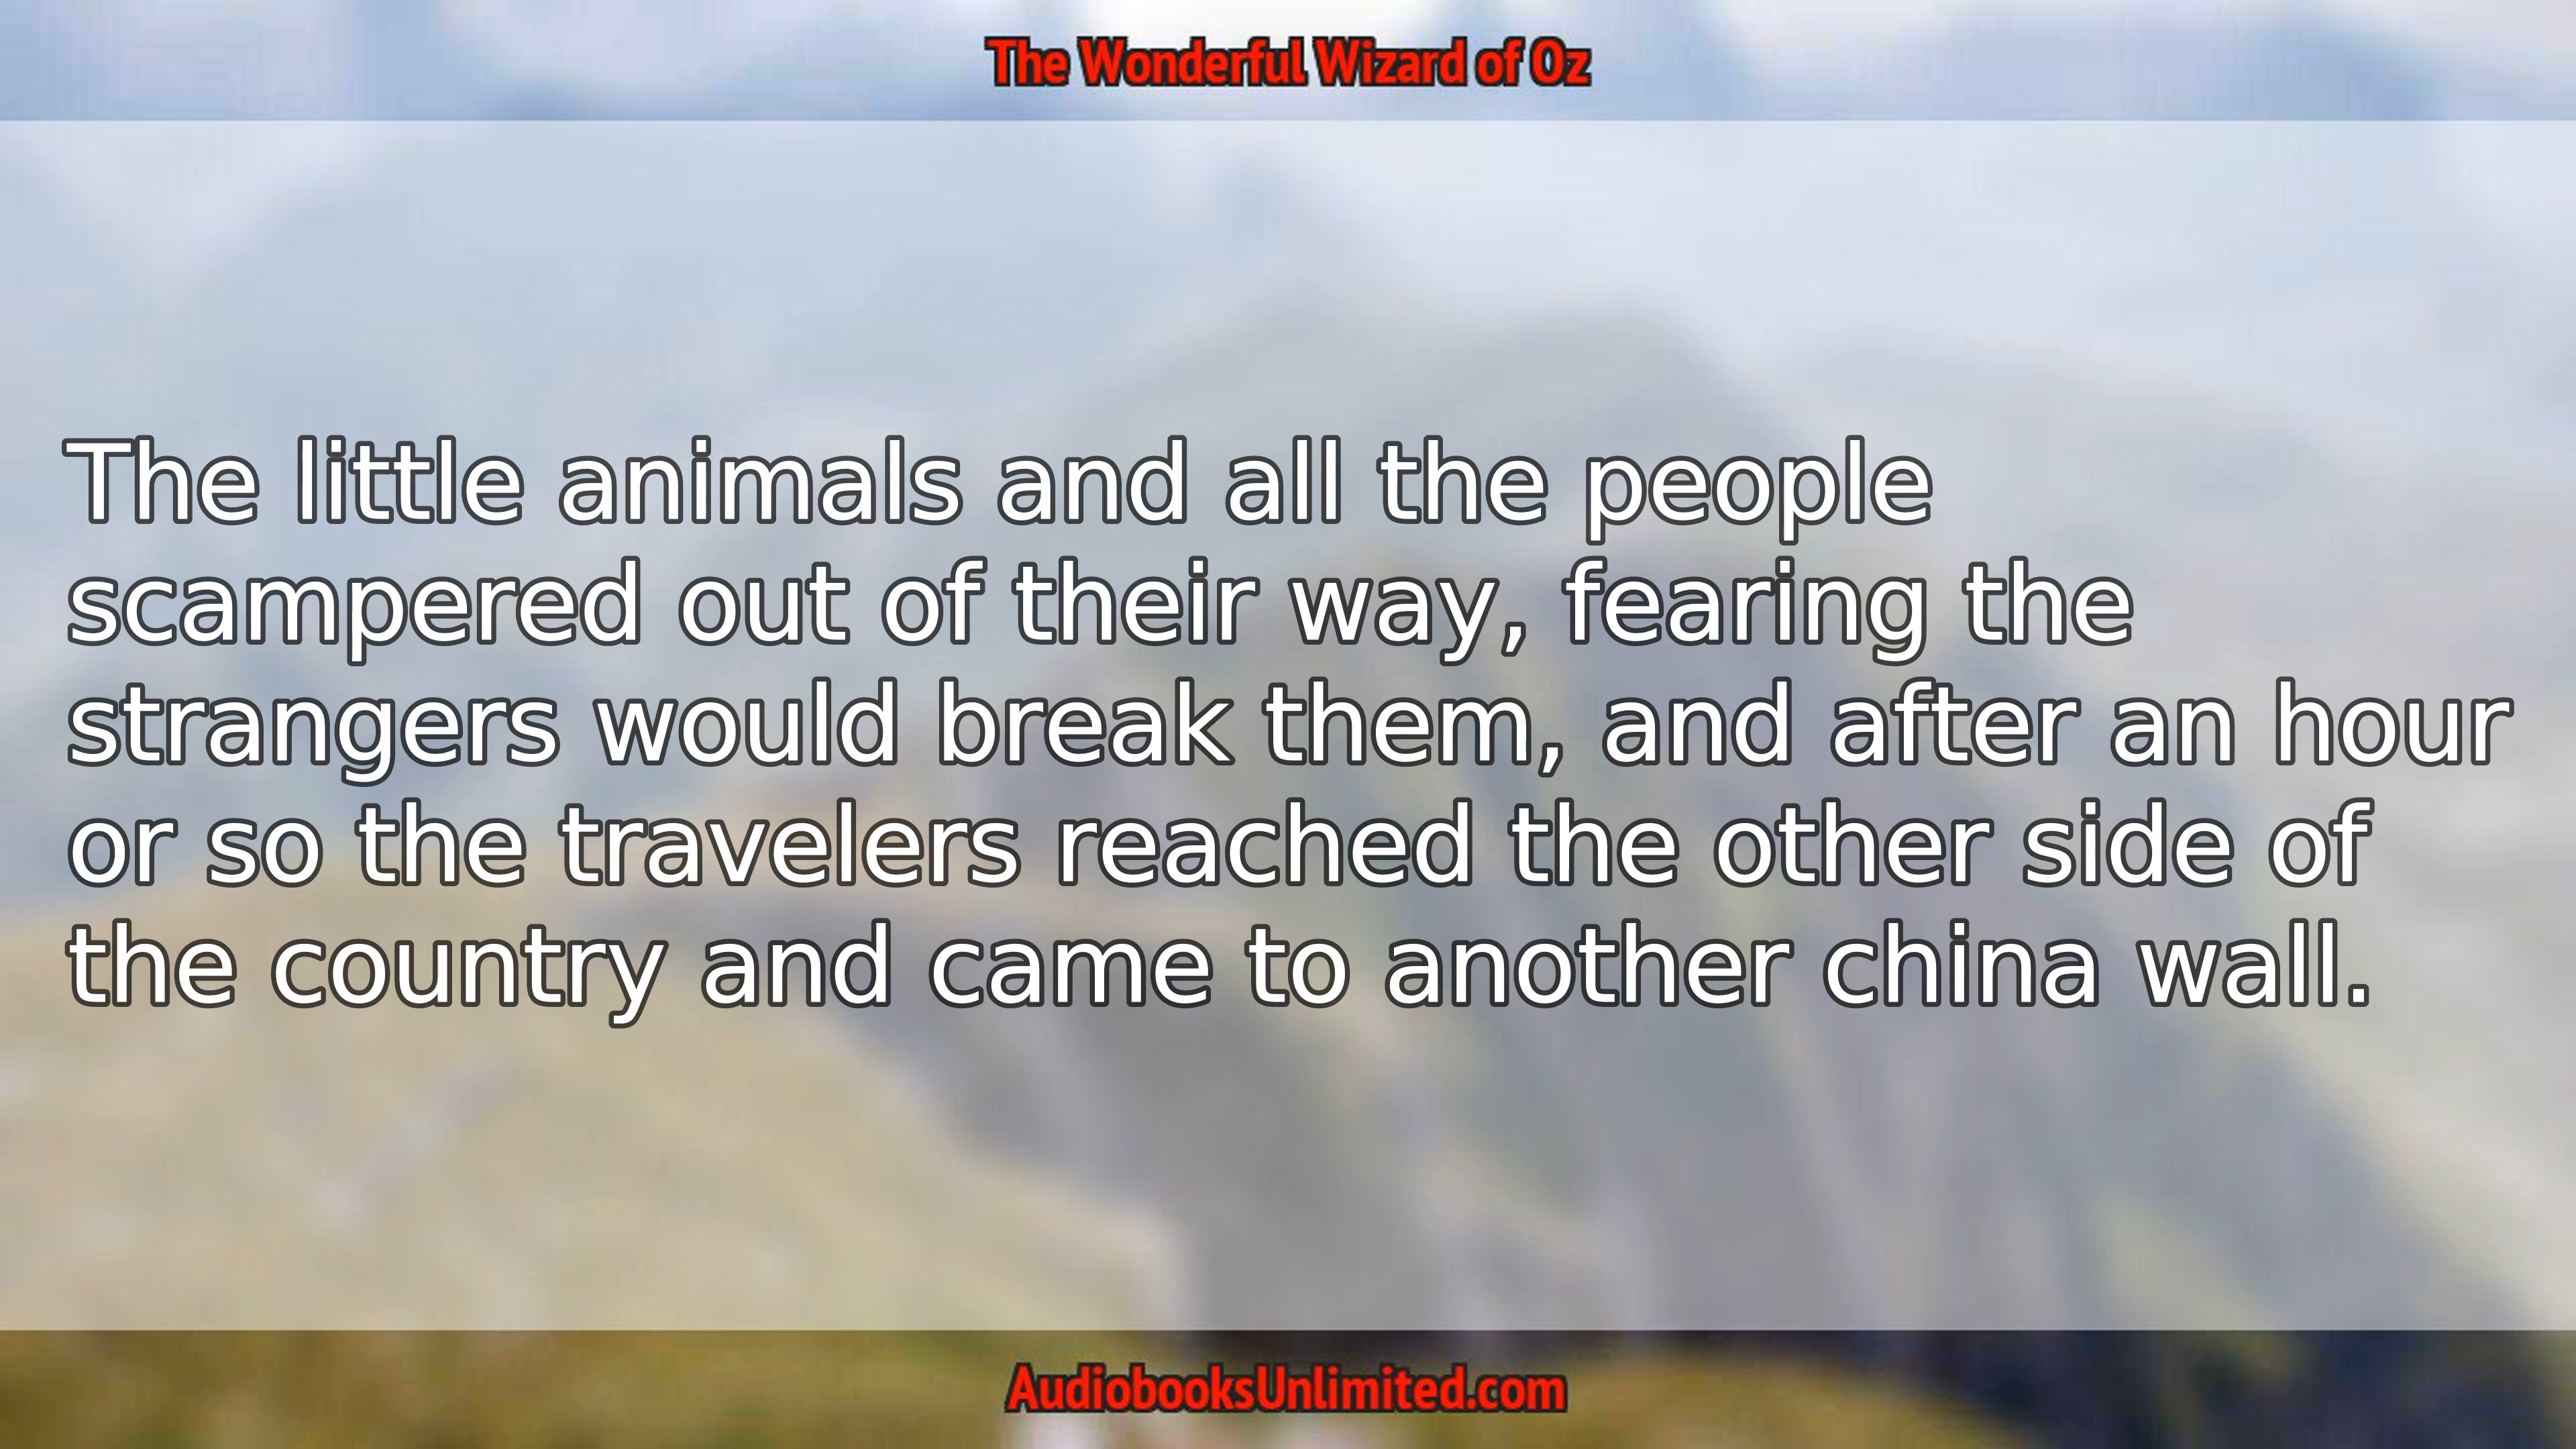 The Wonderful Wizard of Oz
The little animals and all the people
scampered out of their way, fearing the
strangers would break them, and after an hour
or so the travelers reached the other side of
the country and came to another china wall.
AudiobooksUnlimited.com